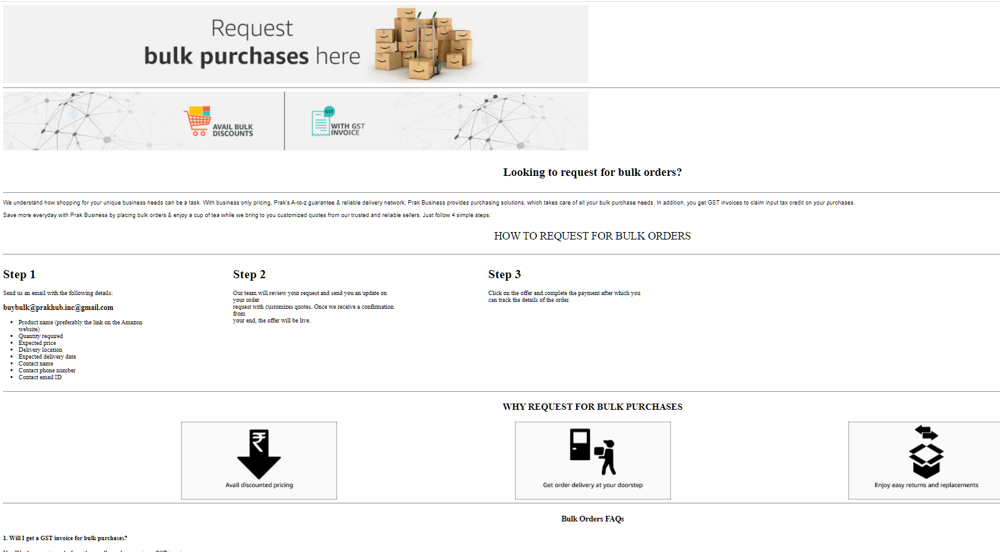 Request
bulk purchases here
AVAIL BULK
DISCOUNTS
GST
WITH GST
INVOICE
Looking to request for bulk orders?
We understand how shopping for your unique business needs can be a task. With business only pricing, Prak's A-to-z guarantee & reliable delivery network, Prak Business provides purchasing solutions, which takes care of all your bulk purchase needs. In addition, you get GST invoices to claim input tax credit on your purchases.
Save more everyday with Prak Business by placing bulk orders & enjoy a cup of tea while we bring to you customized quotes from our trusted and reliable sellers. Just follow 4 simple steps:
HOW TO REQUEST FOR BULK ORDERS
Step 1
Send us an email with the following details:
buybulk@prakhub.inc@gmail.com
• Product name (preferably the link on the Amazon
website)
• Quantity required
• Expected price
• Delivery location
• Expected delivery date
• Contact name
• Contact phone number
• Contact email ID
Step 2
Our team will review your request and send you an update on
your order
request with customizes quotes. Once we receive a confirmation
from
your end, the offer will be live.
Step 3
Click on the offer and complete the payment after which you
can track the details of the order.
WHY REQUEST FOR BULK PURCHASES
₹
Avail discounted pricing
Get order delivery at your doorstep
Enjoy easy returns and replacements
Bulk Orders FAQs
1. Will I get a GST invoice for bulk purchases?